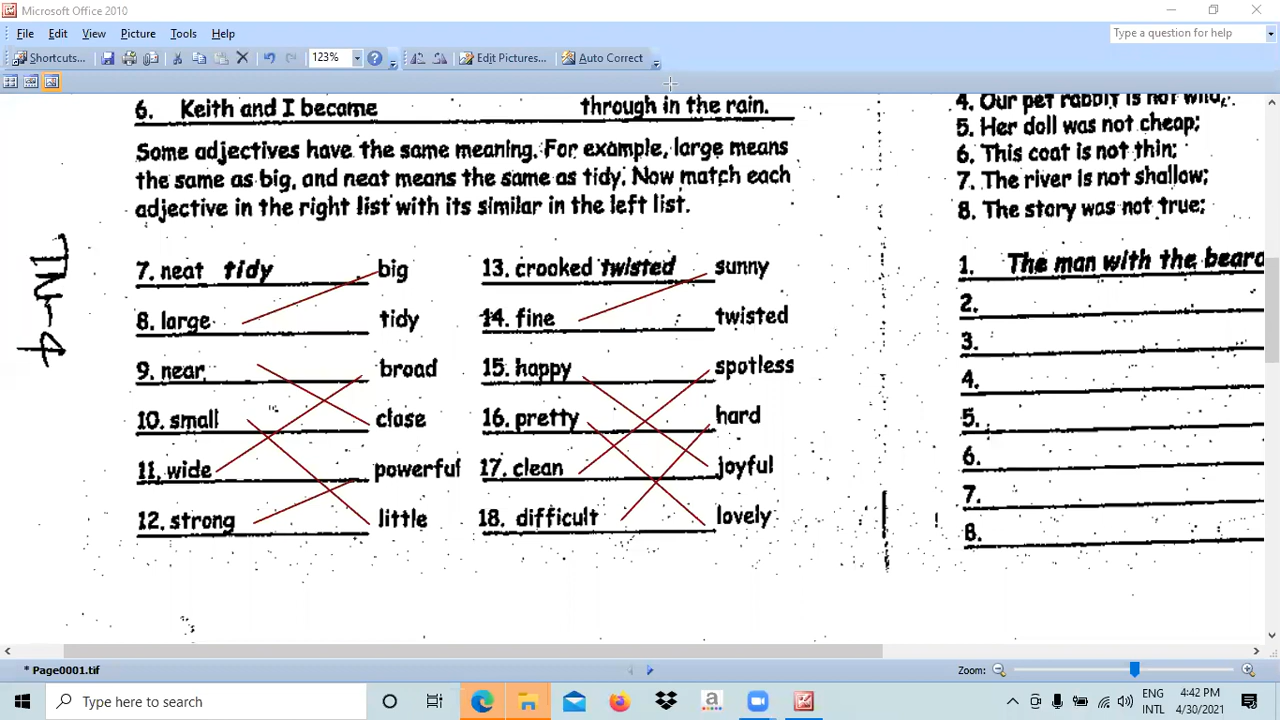 Microsoft Office 2010
File Edit View Picture Tools Help
Type a question for help
Shortcuts... 123% Edit Pictures... Auto Correct
6. Keith and I became through in the rain.
Some adjectives have the same meaning. For example, large means
the same as big, and neat means the same as tidy. Now match each
adjective in the right list with its similar in the left list.
TN-4
7. neat tidy big
8. large tidy
9. near broad
10. small close
11. wide powerful
12. strong little
13. crooked twisted sunny
14. fine twisted
15. happy spotless
16. pretty hard
17. clean joyful
18. difficult lovely
4. Our pet rabbit is not wild;
5. Her doll was not cheap;
6. This coat is not thin;
7. The river is not shallow;
8. The story was not true;
1. The man with the beard
2.
3.
4.
5.
6.
7.
8.
* Page0001.tif
Zoom:
Type here to search
a
ENG
INTL
4:42 PM
4/30/2021